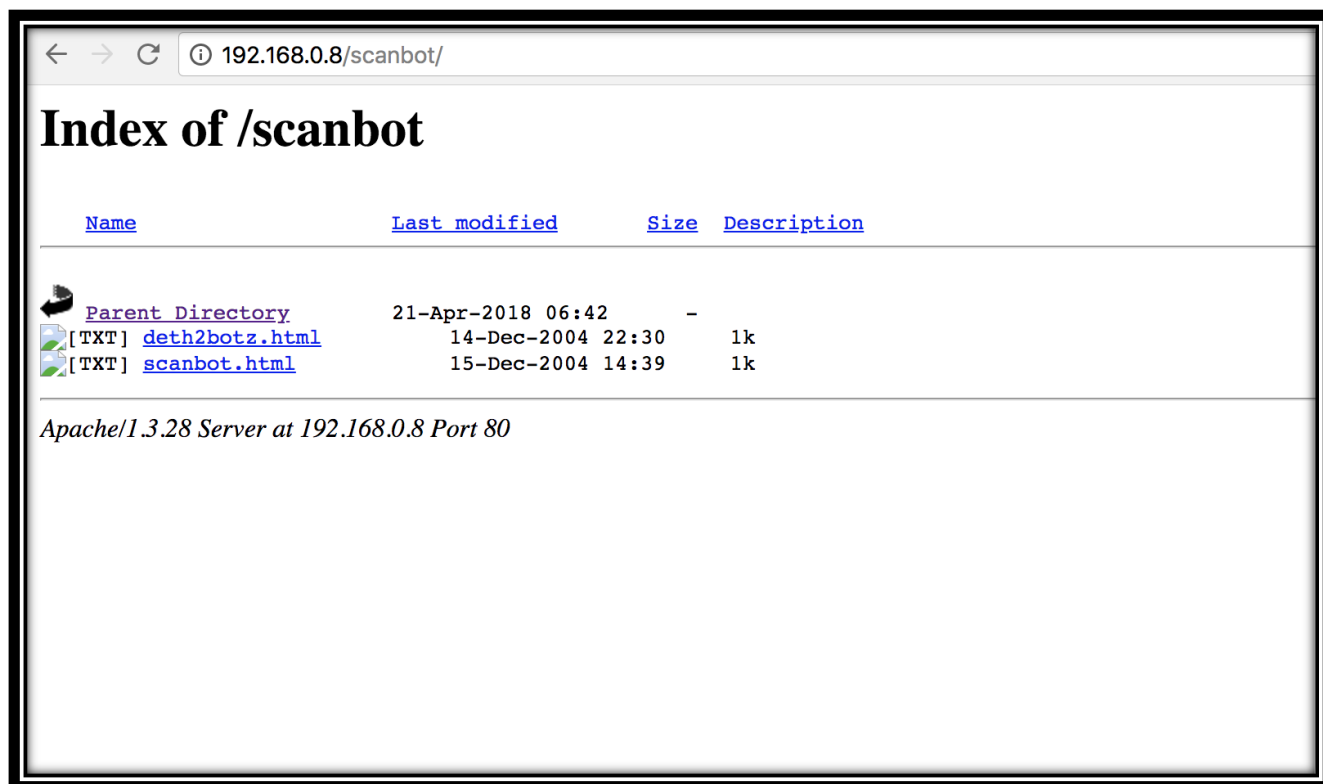 192.168.0.8/scanbot/
Index of /scanbot
Name Last modified Size Description
Parent Directory 21-Apr-2018 06:42 -
[TXT] deth2botz.html 14-Dec-2004 22:30 1k
[TXT] scanbot.html 15-Dec-2004 14:39 1k
Apache/1.3.28 Server at 192.168.0.8 Port 80